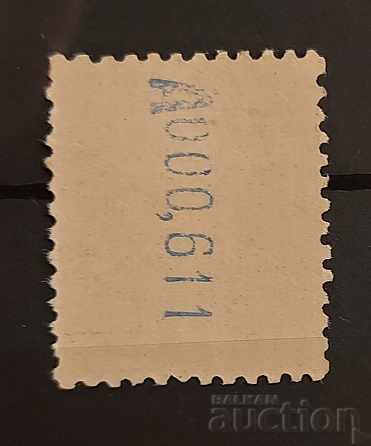 A000,611
BALKAN
auction